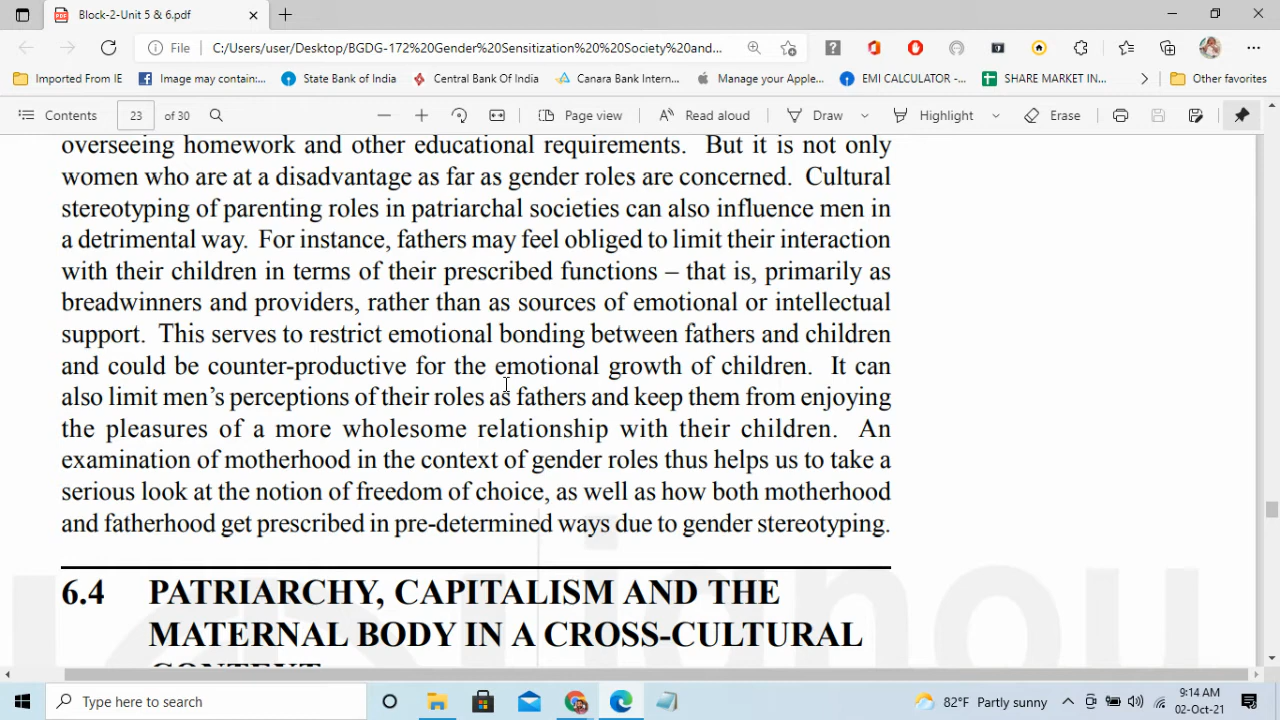 Block-2-Unit 5 & 6.pdf
File C:/Users/user/Desktop/BGDG-172%20Gender%20Sensitization%20%20Society%20and...
Imported From IE Image may contain:... State Bank of India Central Bank Of India Canara Bank Intern... Manage your Apple... EMI CALCULATOR -... SHARE MARKET IN... Other favorites
Contents 23 of 30 Page view Read aloud Draw Highlight Erase
overseeing homework and other educational requirements. But it is not only
women who are at a disadvantage as far as gender roles are concerned. Cultural
stereotyping of parenting roles in patriarchal societies can also influence men in
a detrimental way. For instance, fathers may feel obliged to limit their interaction
with their children in terms of their prescribed functions – that is, primarily as
breadwinners and providers, rather than as sources of emotional or intellectual
support. This serves to restrict emotional bonding between fathers and children
and could be counter-productive for the emotional growth of children. It can
also limit men’s perceptions of their roles as fathers and keep them from enjoying
the pleasures of a more wholesome relationship with their children. An
examination of motherhood in the context of gender roles thus helps us to take a
serious look at the notion of freedom of choice, as well as how both motherhood
and fatherhood get prescribed in pre-determined ways due to gender stereotyping.
6.4 PATRIARCHY, CAPITALISM AND THE
MATERNAL BODY IN A CROSS-CULTURAL
CONTEXT
ignou
Type here to search 82°F Partly sunny 9:14 AM
02-Oct-21